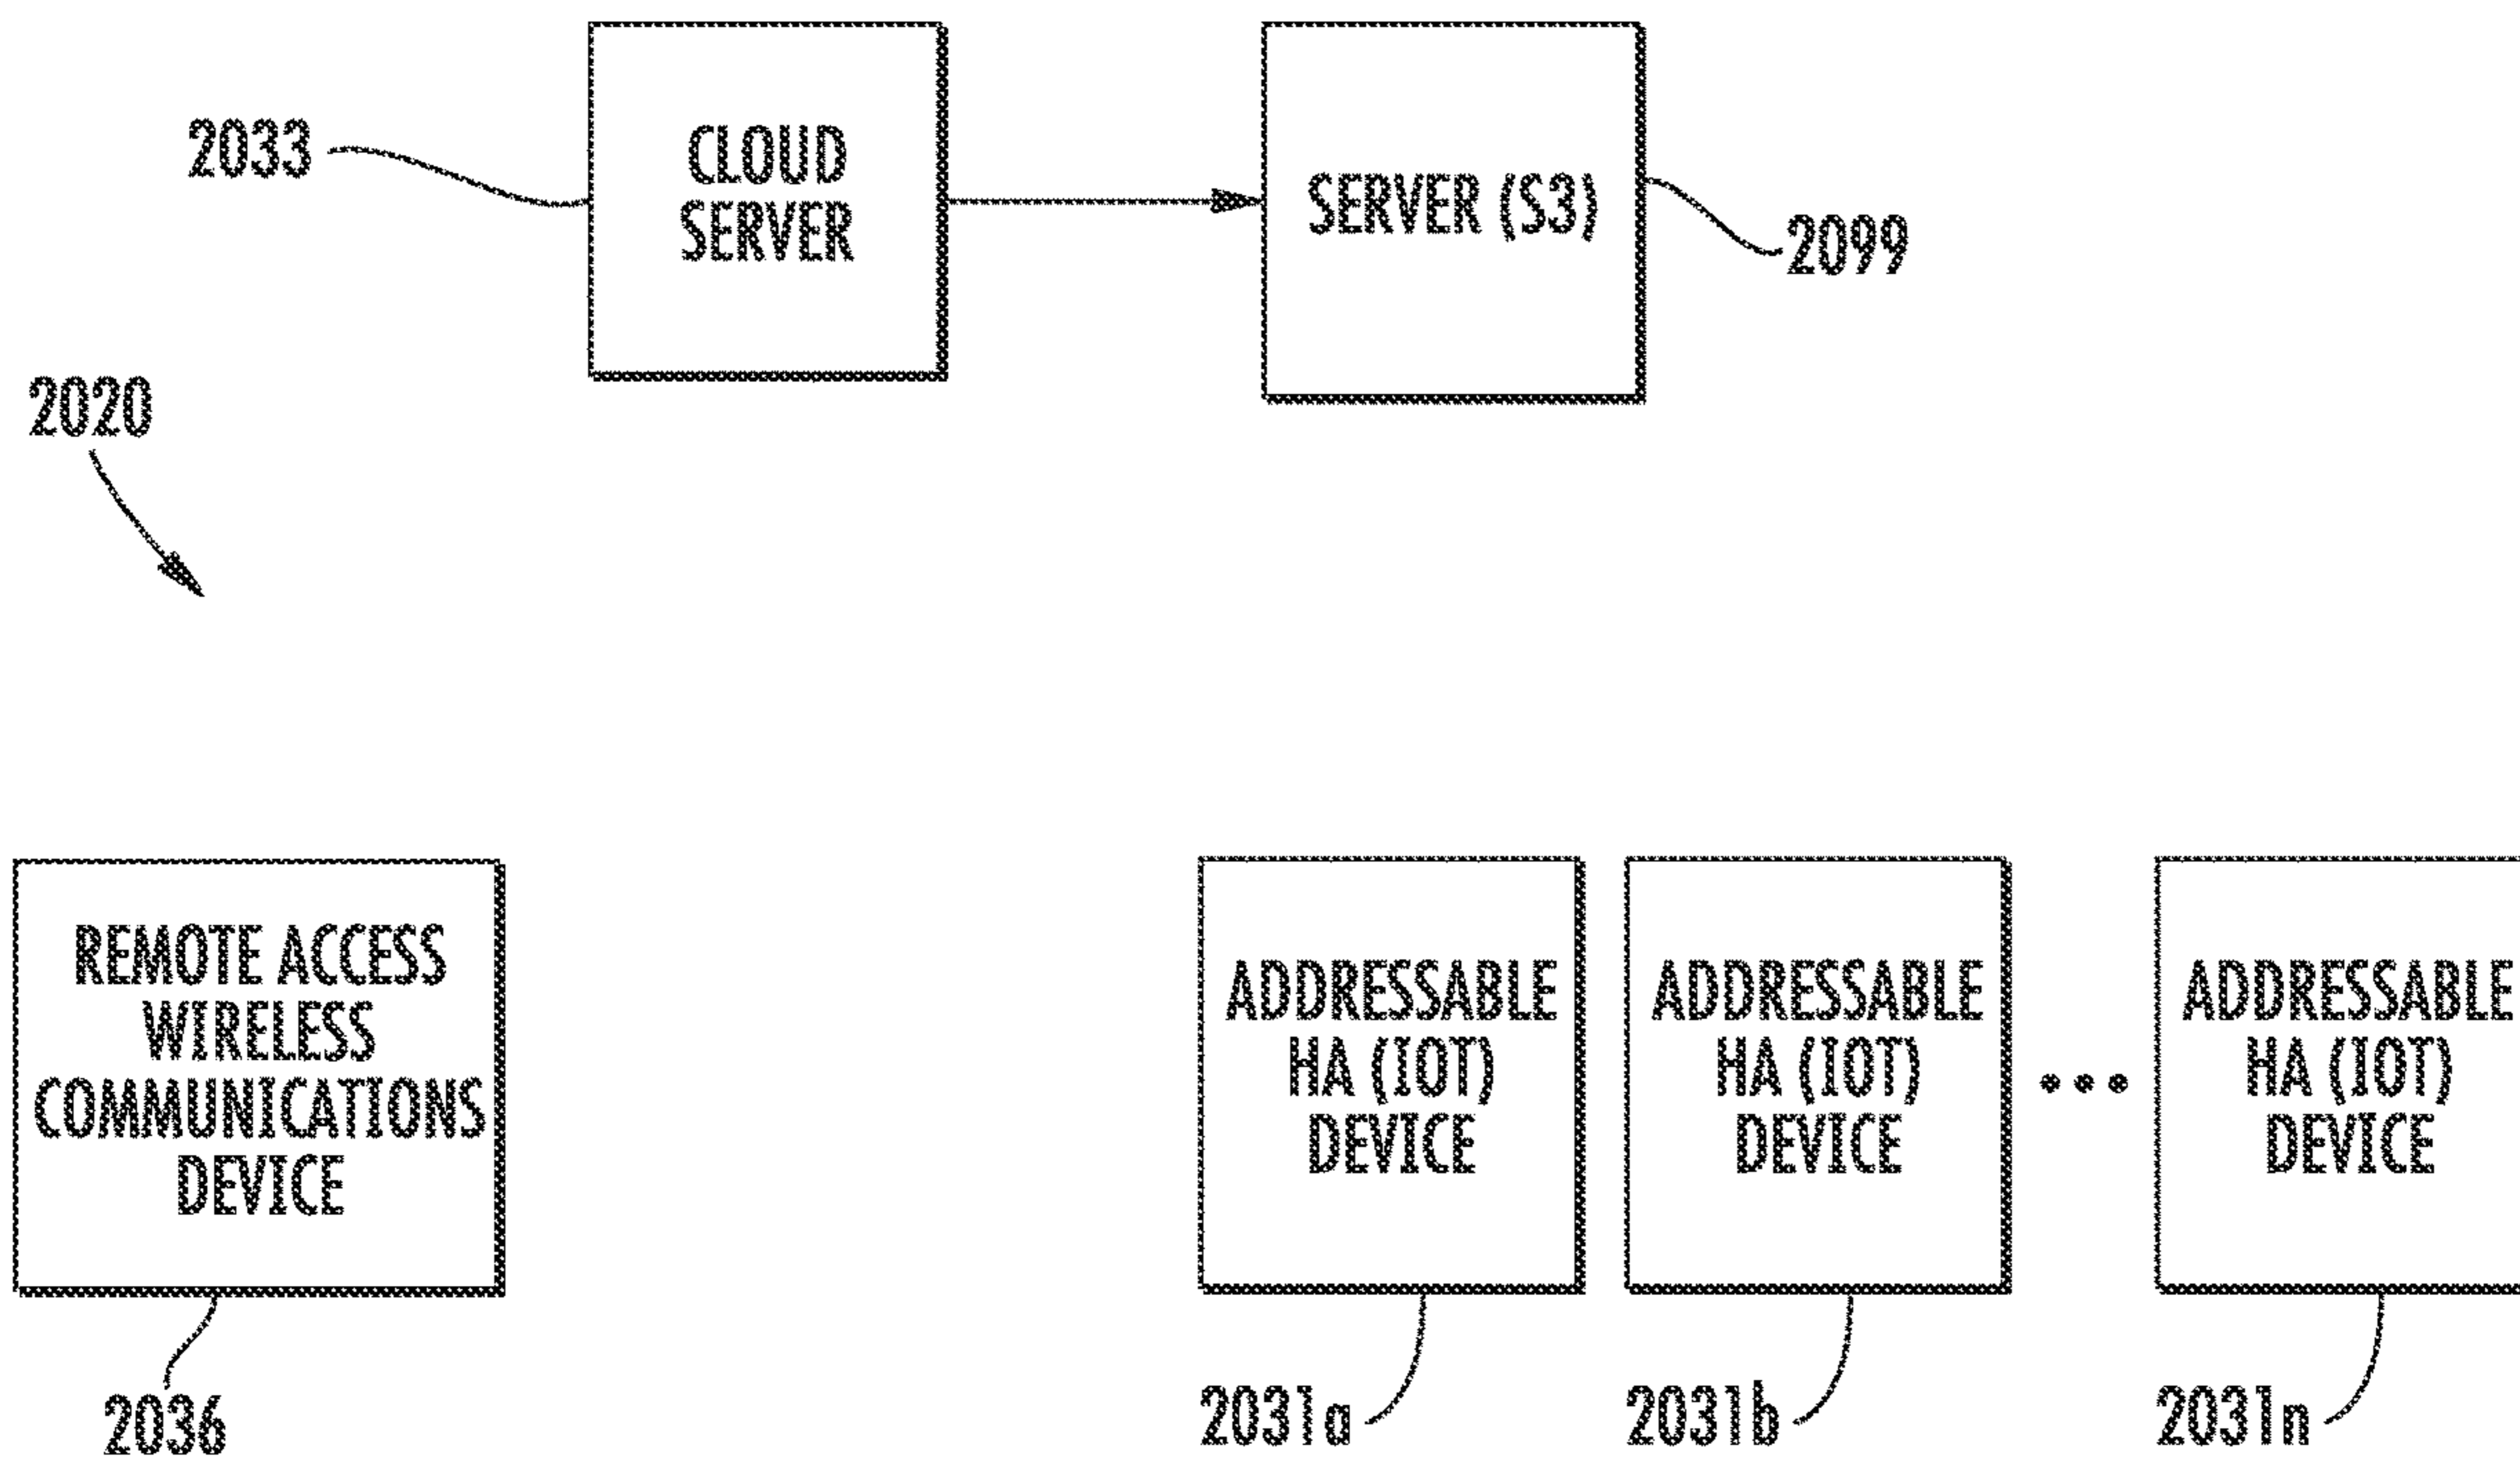 2033
CLOUD
SERVER
SERVER (S3)
2099
2020
REMOTE ACCESS
WIRELESS
COMMUNICATIONS
DEVICE
2036
ADDRESSABLE
HA (IOT)
DEVICE
2031a
ADDRESSABLE
HA (IOT)
DEVICE
2031b
ADDRESSABLE
HA (IOT)
DEVICE
2031n